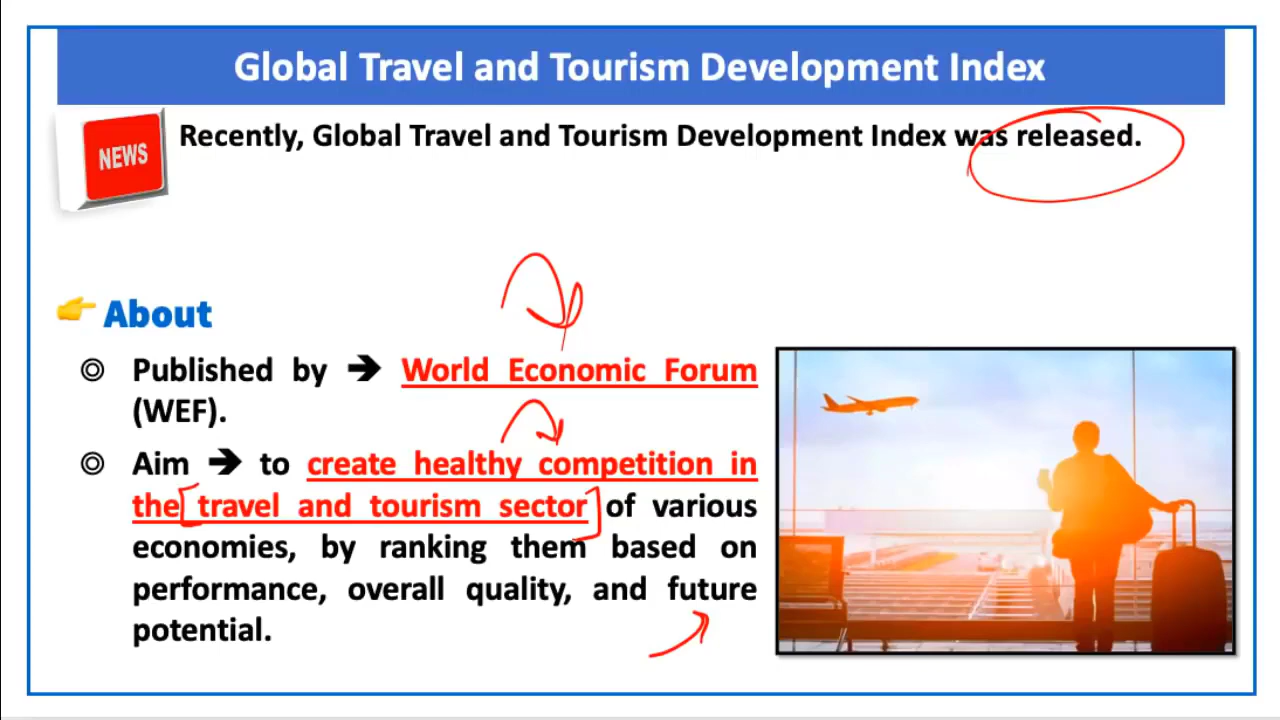 Global Travel and Tourism Development Index
NEWS
Recently, Global Travel and Tourism Development Index was released.
👉 About
◎ Published by ➔ World Economic Forum
(WEF).
◎ Aim ➔ to create healthy competition in
the travel and tourism sector of various
economies, by ranking them based on
performance, overall quality, and future
potential.